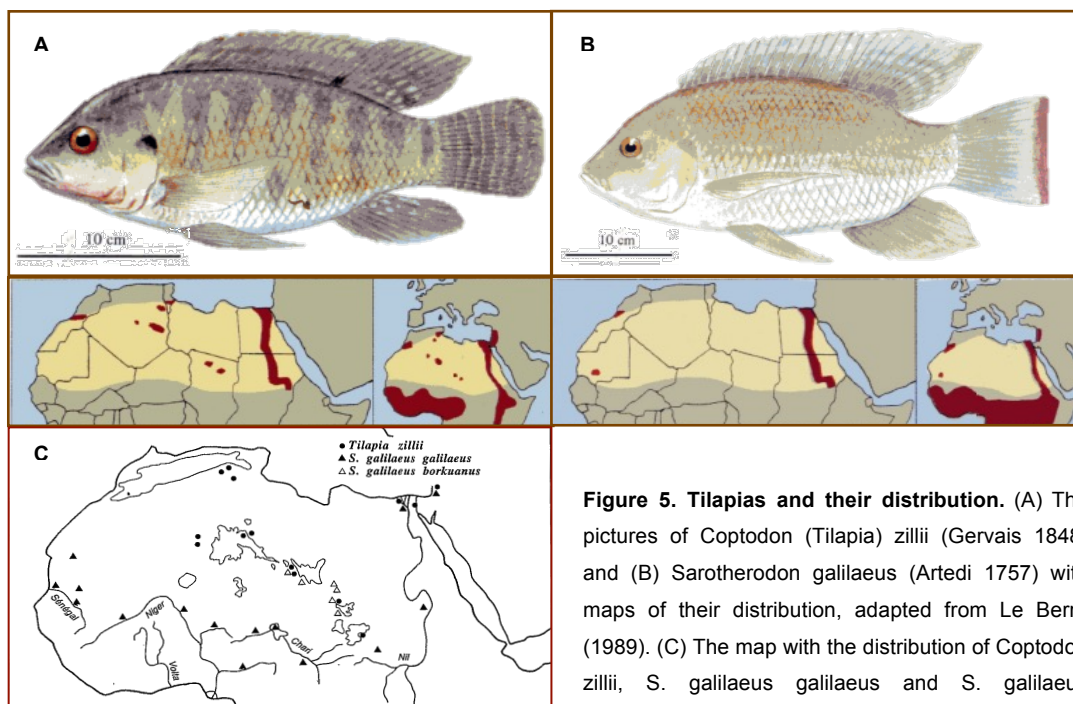 A
10 cm
B
10 cm
C
Tilapia zillii
S. galilaeus galilaeus
S. galilaeus borkuanus
Sénégal
Niger
Volta
Chari
Nil
Figure 5. Tilapias and their distribution. (A) Th
pictures of Coptodon (Tilapia) zillii (Gervais 1848
and (B) Sarotherodon galilaeus (Artedi 1757) wit
maps of their distribution, adapted from Le Ber
(1989). (C) The map with the distribution of Coptodo
zillii, S. galilaeus galilaeus and S. galilaeu